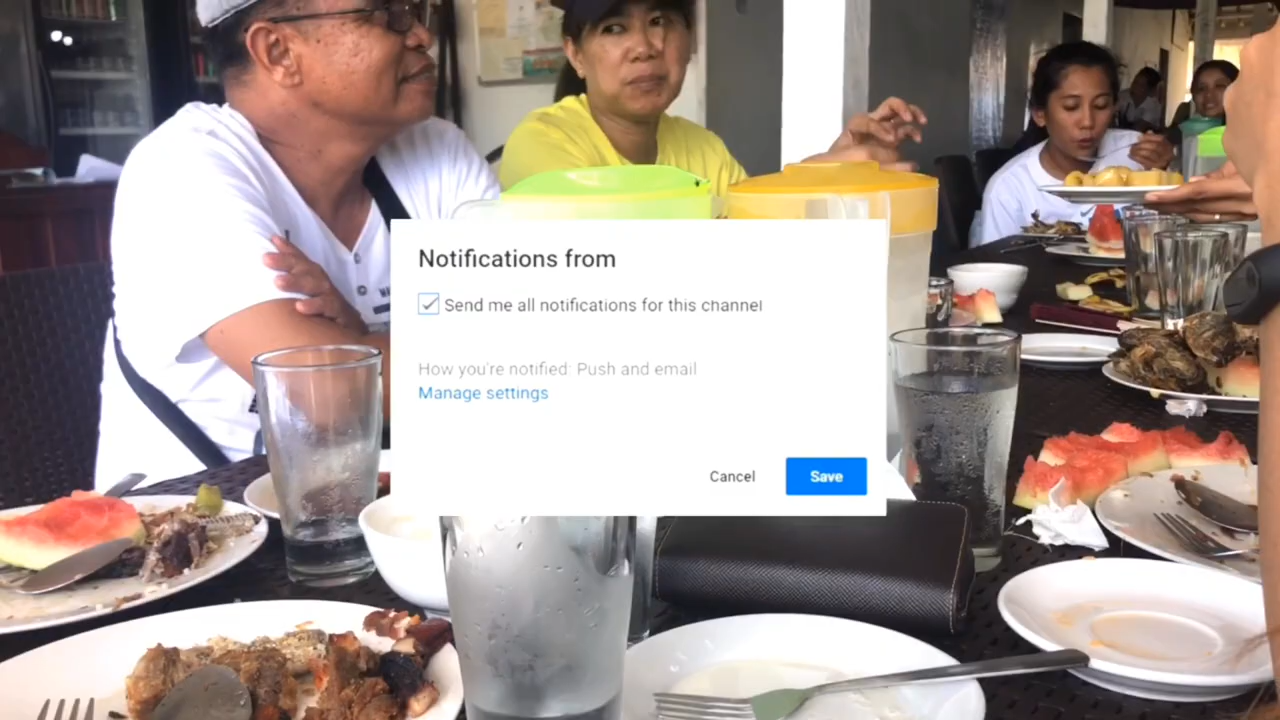 Notifications from
Send me all notifications for this channel
How you're notified: Push and email
Manage settings
Cancel
Save